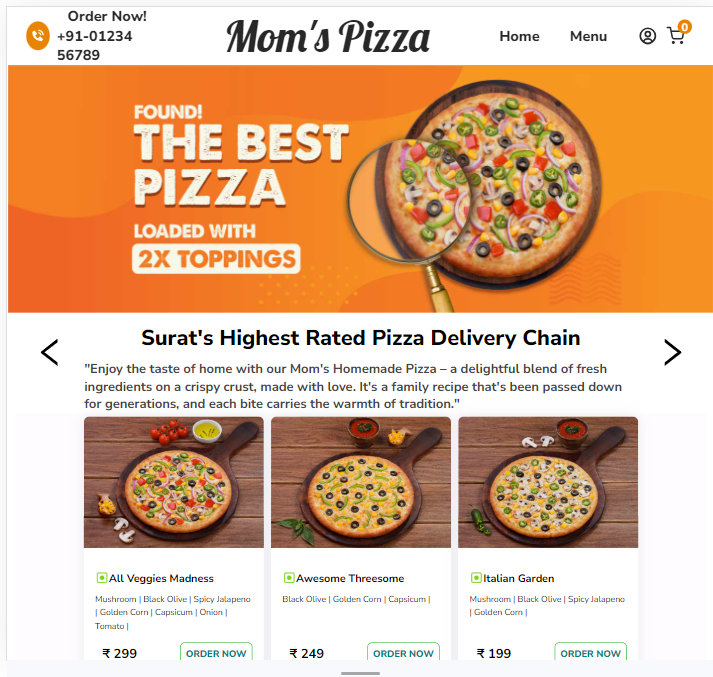 Order Now!
+91-01234
56789
Mom's Pizza
Home
Menu
0
FOUND!
THE BEST
PIZZA
LOADED WITH
2X TOPPINGS
Surat's Highest Rated Pizza Delivery Chain
"Enjoy the taste of home with our Mom's Homemade Pizza – a delightful blend of fresh
ingredients on a crispy crust, made with love. It's a family recipe that's been passed down
for generations, and each bite carries the warmth of tradition."
All Veggies Madness
Mushroom | Black Olive | Spicy Jalapeno
| Golden Corn | Capsicum | Onion |
Tomato |
₹ 299
ORDER NOW
Awesome Threesome
Black Olive | Golden Corn | Capsicum |
₹ 249
ORDER NOW
Italian Garden
Mushroom | Black Olive | Spicy Jalapeno
| Golden Corn |
₹ 199
ORDER NOW